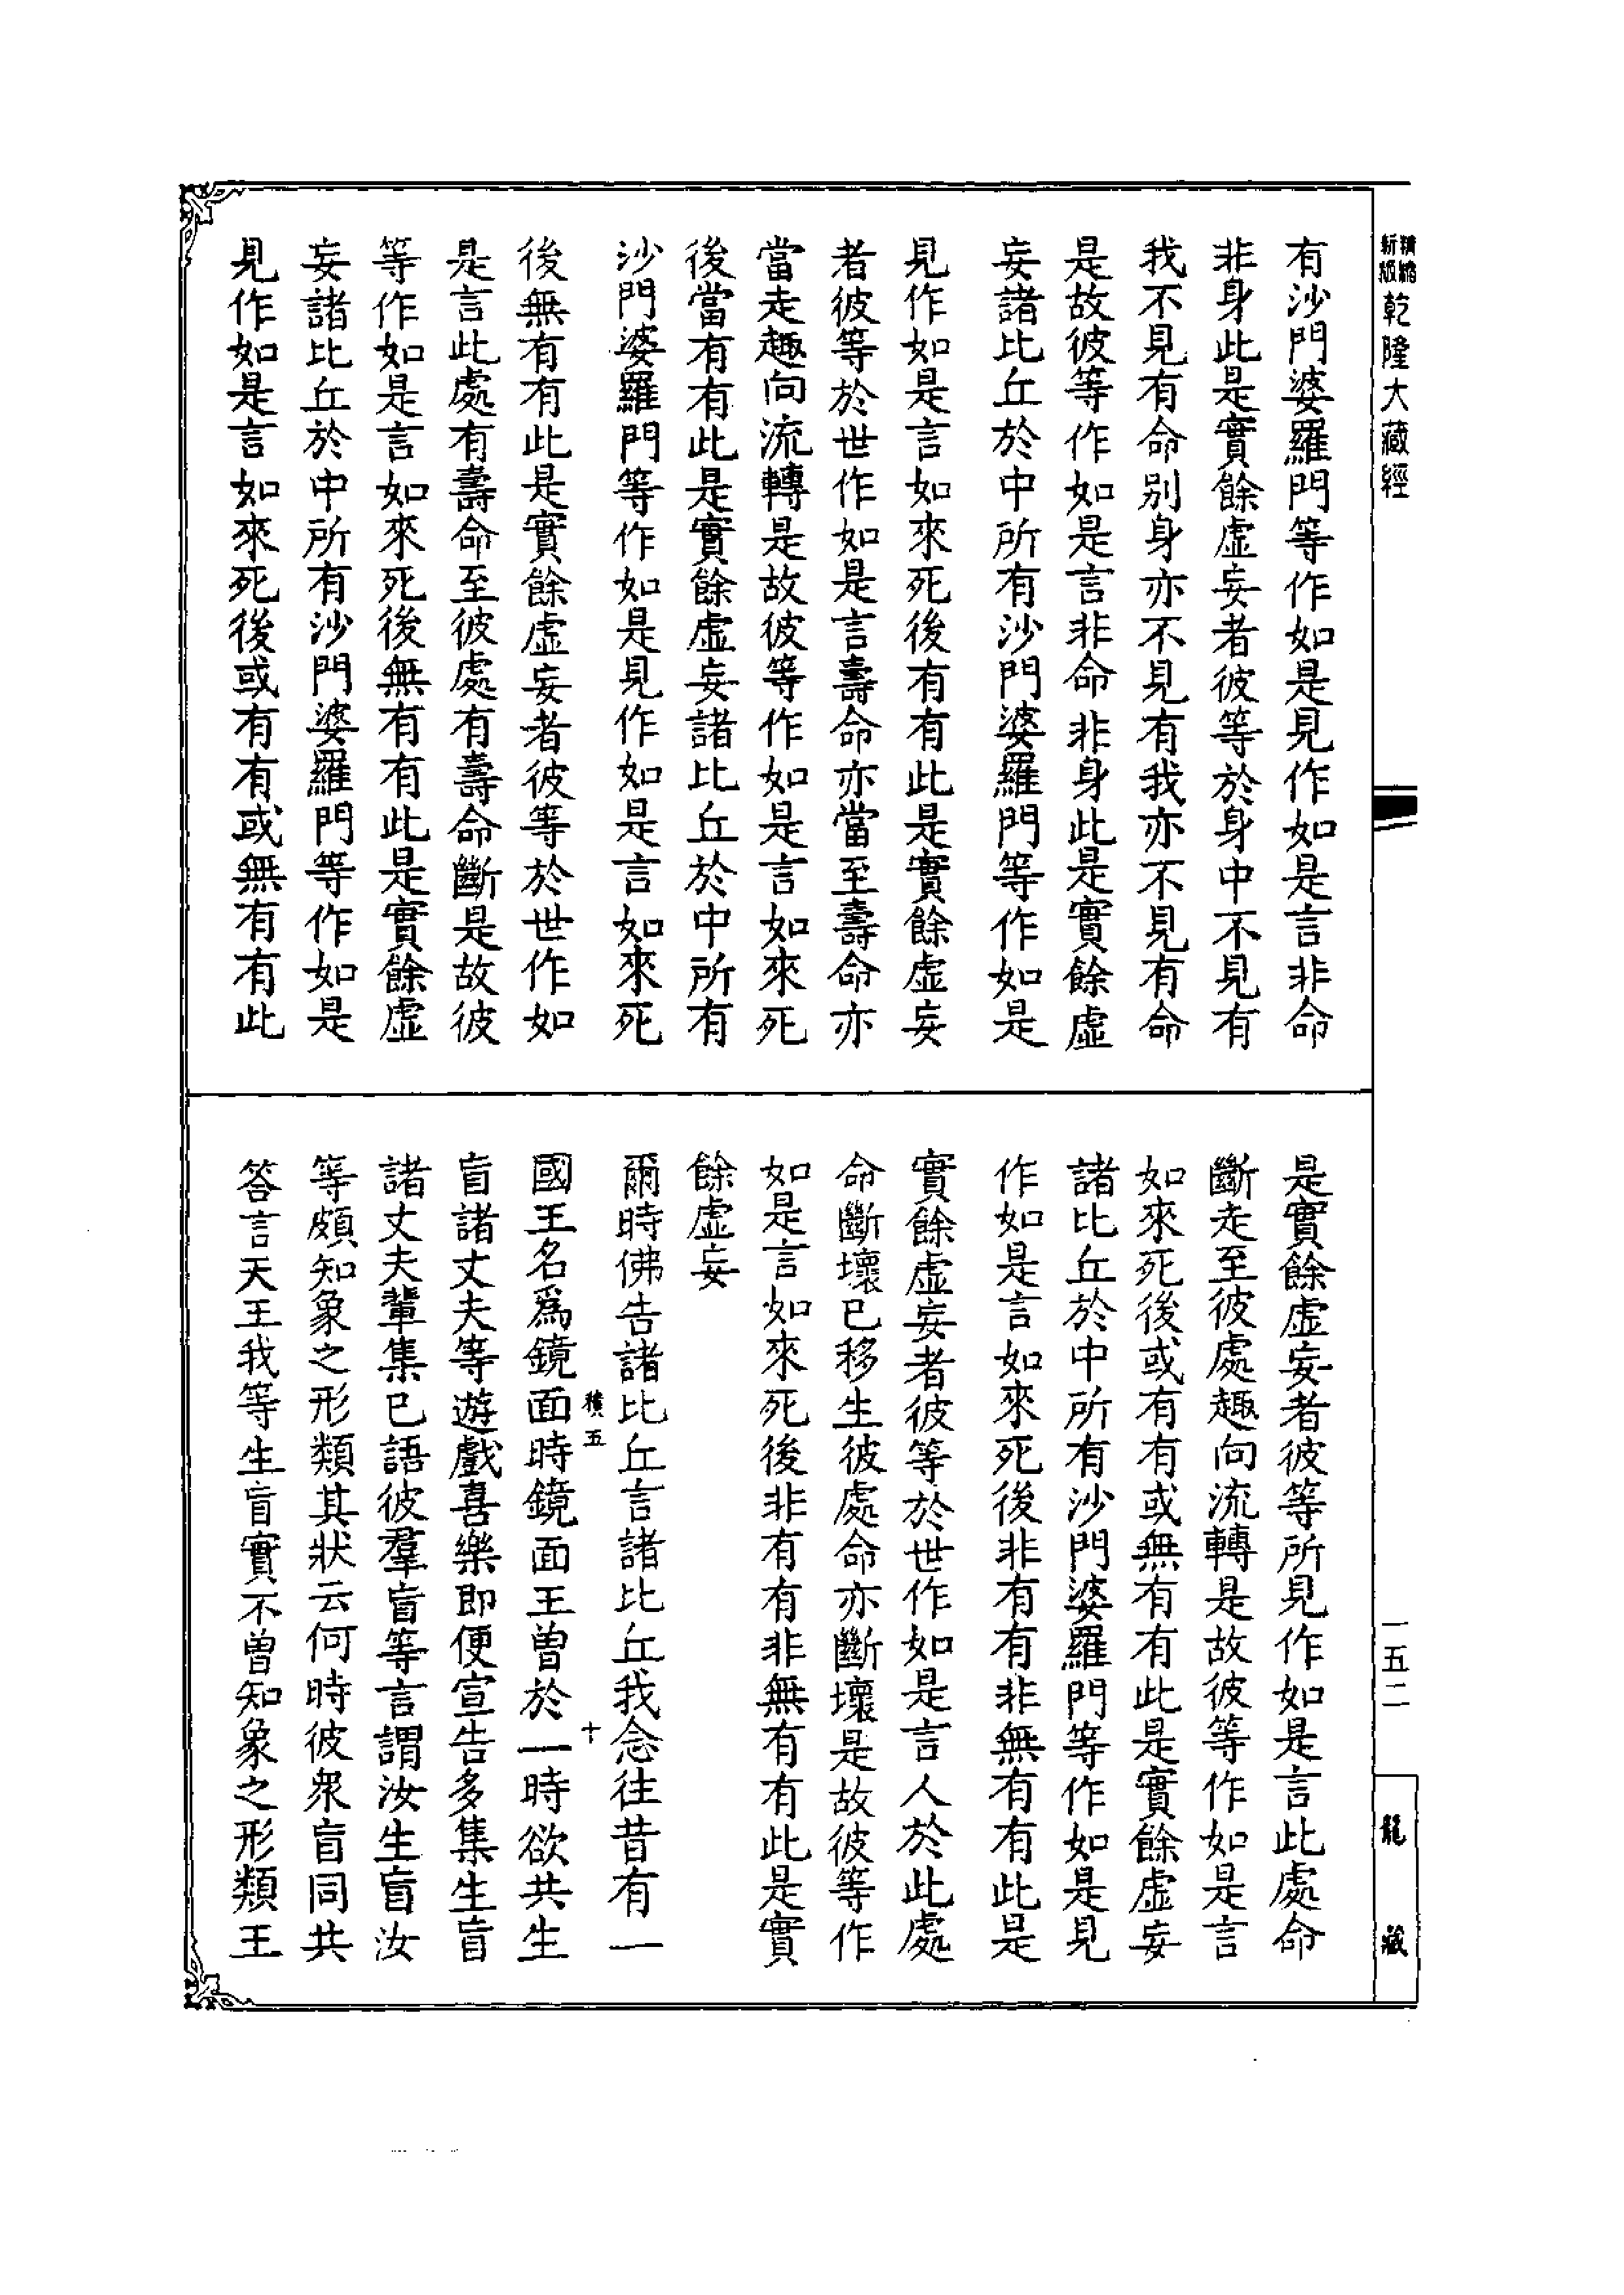 乾隆大藏經
有沙門婆羅門等作如是見作如是言非命
非身此是實餘虛妄者彼等於身中不見有
我不見有命別身亦不見有我亦不見有命
是故彼等作如是言非命非身此是實餘虛
妄諸比丘於中所有沙門婆羅門等作如是
見作如是言如來死後有有此是實餘虛妄
者彼等於世作如是言壽命亦當至壽命亦
當走趣向流轉是故彼等作如是言如來死
後當有有此是實餘虛妄諸比丘於中所有
沙門婆羅門等作如是見作如是言如來死
後無有有此是實餘虛妄者彼等於世作如
是言此處有壽命至彼處有壽命斷是故彼
等作如是言如來死後無有有此是實餘虛
妄諸比丘於中所有沙門婆羅門等作如是
見作如是言如來死後或有有或無有有此
是實餘虛妄者彼等所見作如是言此處命
斷走至彼處趣向流轉是故彼等作如是言
如來死後或有有或無有有此是實餘虛妄
諸比丘於中所有沙門婆羅門等作如是見
作如是言如來死後非有有非無有有此是
實餘虛妄者彼等於世作如是言人於此處
命斷壞已移生彼處命亦斷壞是故彼等作
如是言如來死後非有有非無有有此是實
餘虛妄
爾時佛告諸比丘言諸比丘我念往昔有一
五 十
國王名爲鏡面時鏡面王曾於一時欲共生
盲諸丈夫等遊戲喜樂即便宣告多集生盲
諸丈夫輩集已語彼羣盲等言謂汝生盲汝
等頗知象之形類其狀云何時彼眾盲同共
答言天王我等生盲實不曾知象之形類王
一五二
龍藏